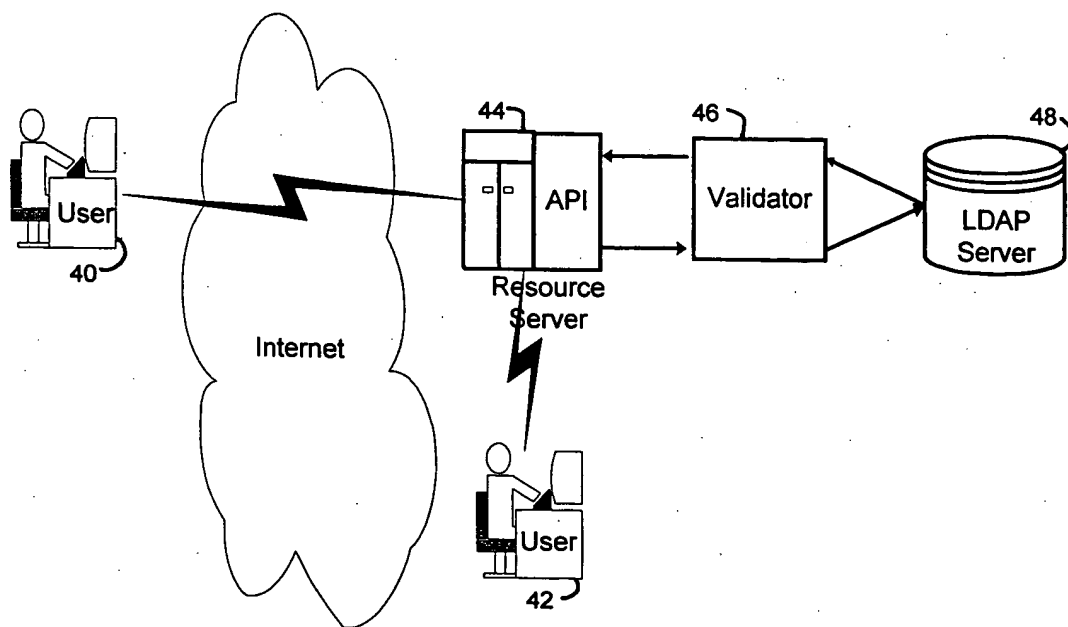 44
46
48
User
40
API
Validator
LDAP
Server
Resource
Server
Internet
User
42